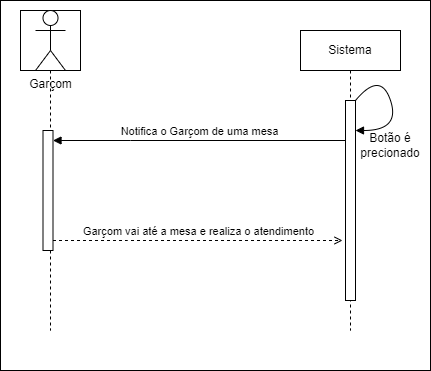 Garçom
Sistema
Botão é
precionado
Notifica o Garçom de uma mesa
Garçom vai até a mesa e realiza o atendimento